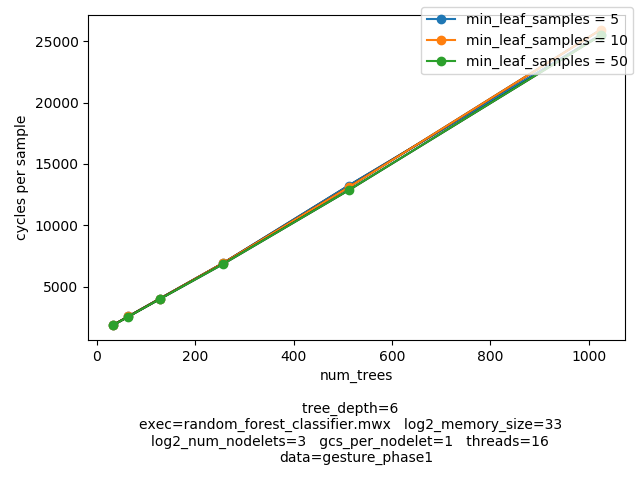 min_leaf_samples = 5
min_leaf_samples = 10
min_leaf_samples = 50
25000
20000
15000
10000
5000
cycles per sample
0
200
400
600
800
1000
num_trees
tree_depth=6
exec=random_forest_classifier.mwx log2_memory_size=33
log2_num_nodelets=3 gcs_per_nodelet=1 threads=16
data=gesture_phase1